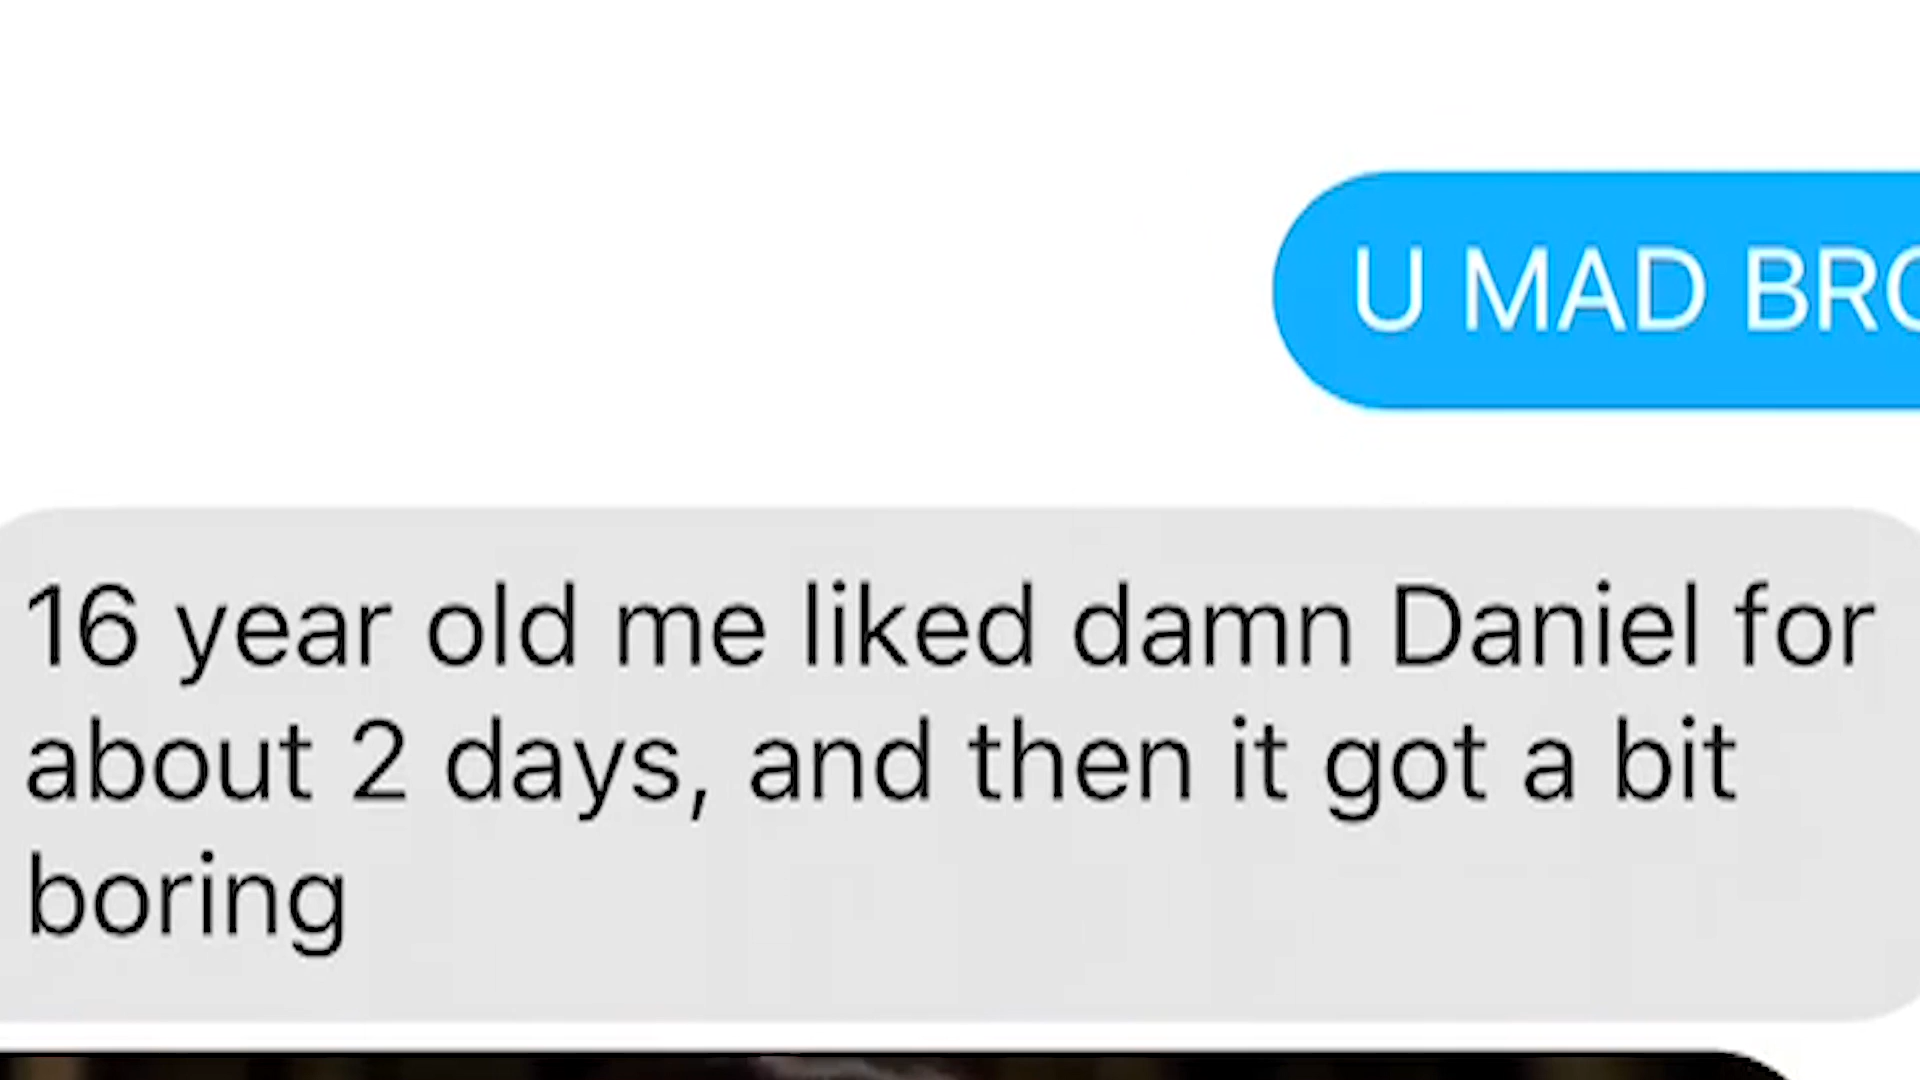 U MAD BRO
16 year old me liked damn Daniel for
about 2 days, and then it got a bit
boring